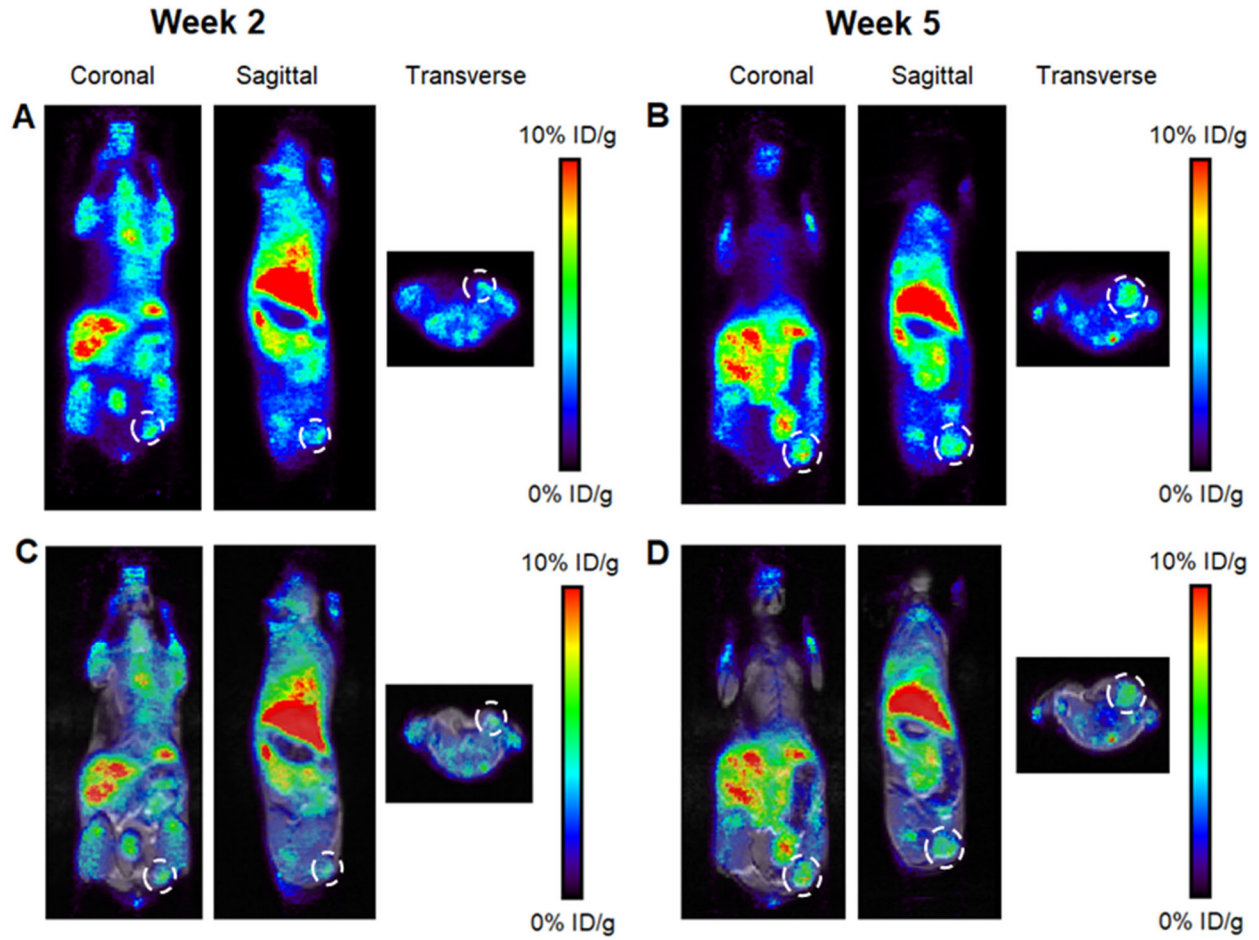 Week 2
Week 5
Coronal
Sagittal
Transverse
Coronal
Sagittal
Transverse
A
10% ID/g
0% ID/g
B
10% ID/g
0% ID/g
C
10% ID/g
0% ID/g
D
10% ID/g
0% ID/g